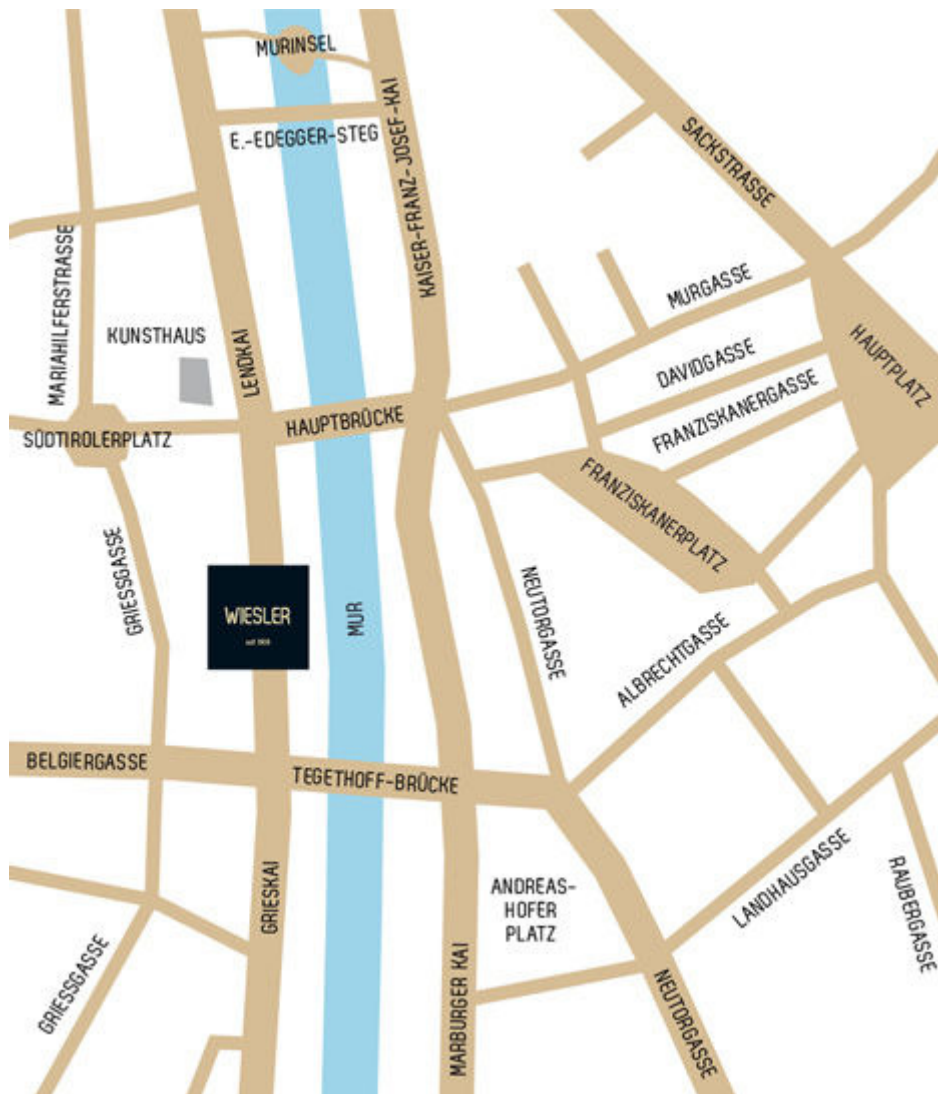 MURINSEL
E.-EDEGGER-STEG
KAISER-FRANZ-JOSEF-KAI
SACKSTRASSE
MARIAHILFERSTRASSE
KUNSTHAUS
LENDKAI
MURGASSE
DAVIDGASSE
FRANZISKANERGASSE
HAUPTPLATZ
HAUPTBRÜCKE
SÜDTIROLERPLATZ
FRANZISKANERPLATZ
GRIESSGASSE
WIESLER
MUR
NEUTORGASSE
ALBRECHTGASSE
BELGIERGASSE
TEGETHOFF-BRÜCKE
GRIESKAI
ANDREAS-
HOFER
PLATZ
LANDHAUSGASSE
RAUBERGASSE
GRIESSGASSE
MARBURGER KAI
NEUTORGASSE